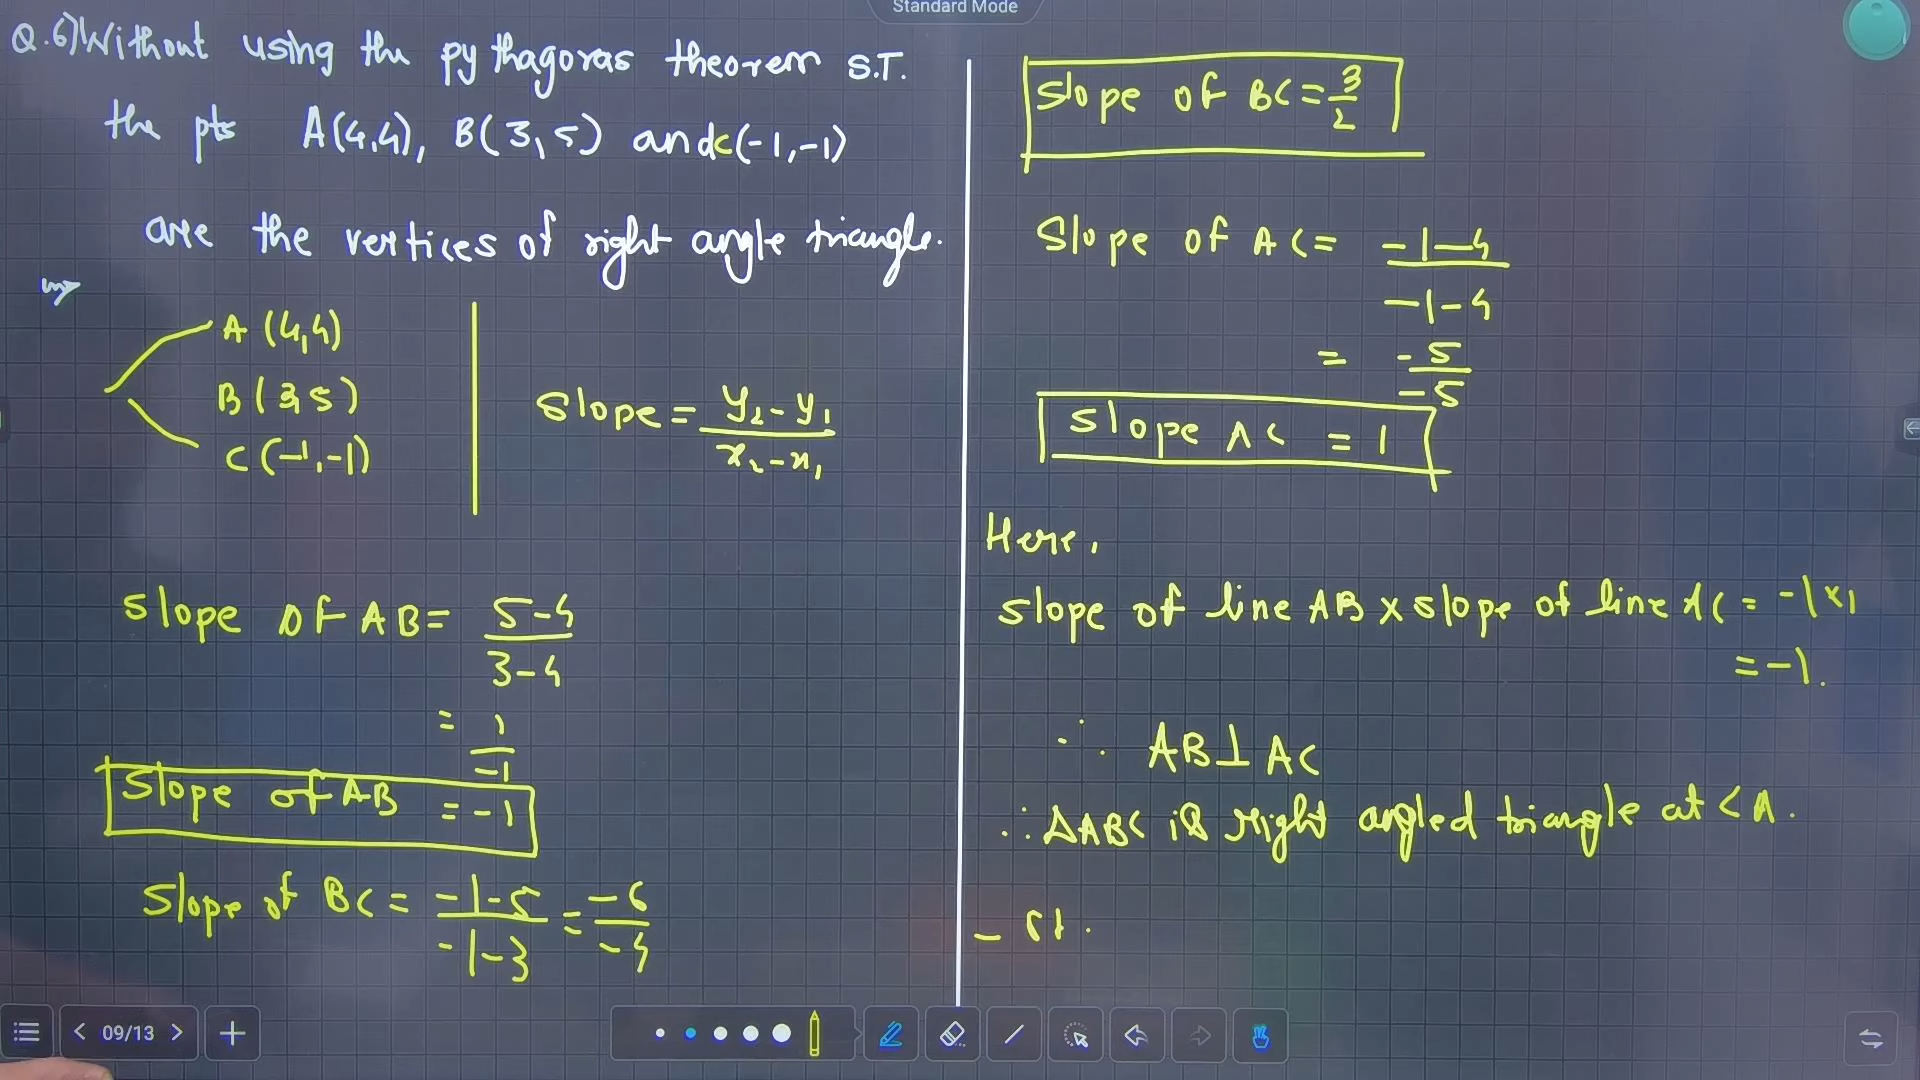 Standard Mode
Q.6) Without using the pythagoras theorem S.T.
the pts A(4,4), B(3,5) and c(-1,-1)
are the vertices of right angle triangle.
A (4,4)
B (3,5)
C (-1,-1)
Slope = y₂-y₁ / x₂-x₁
Slope of AB = 5-4 / 3-4
= 1 / -1
Slope of AB = -1
Slope of BC = -1-5 / -1-3 = -6 / -4
Slope of BC = 3/2
Slope of AC = -1-4 / -1-4
= -5 / -5
Slope AC = 1
Here,
Slope of line AB x slope of line AC = -1x1
= -1.
∴ AB⊥AC
∴ ΔABC is right angled triangle at <A.
09/13